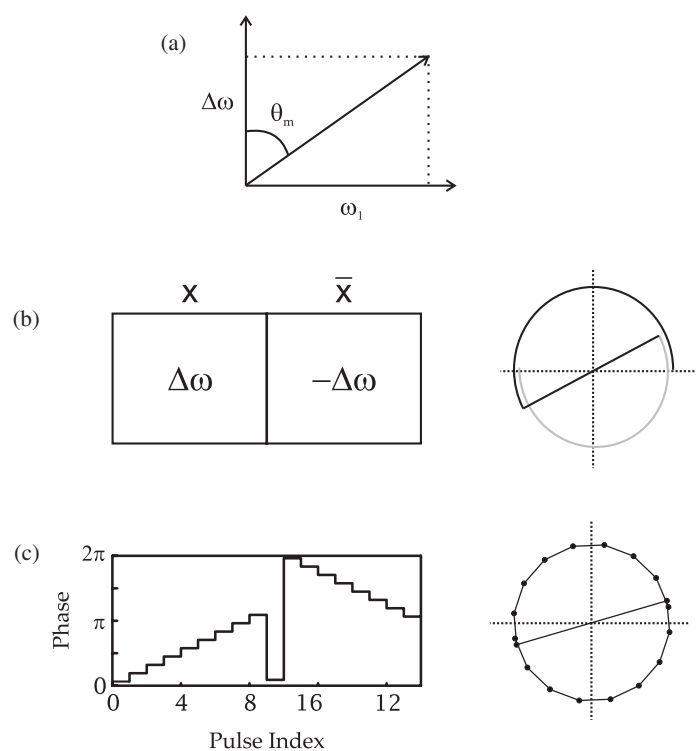 (a)
Δω
θm
ω1
(b)
x x̄
Δω −Δω
(c)
2π
π
0
Phase
0 4 8 16 12
Pulse Index